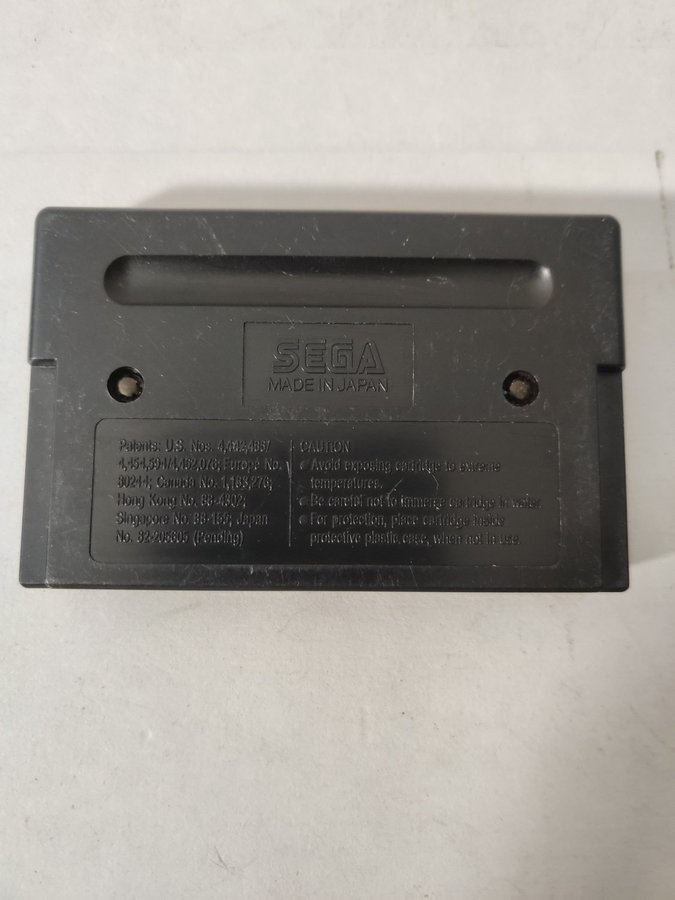 SEGA
MADE IN JAPAN
Patents: U.S. Nos. 4,442,486/
4,454,594/4,462,076; Europe No.
80244; Canada No. 1,183,276;
Hong Kong No. 88-4302;
Singapore No. 88-155; Japan
No. 82-205605 (Pending)
CAUTION
Avoid exposing cartridge to extreme
temperatures.
Be careful not to immerge cartridge in water.
For protection, place cartridge inside
protective plastic case, when not in use.